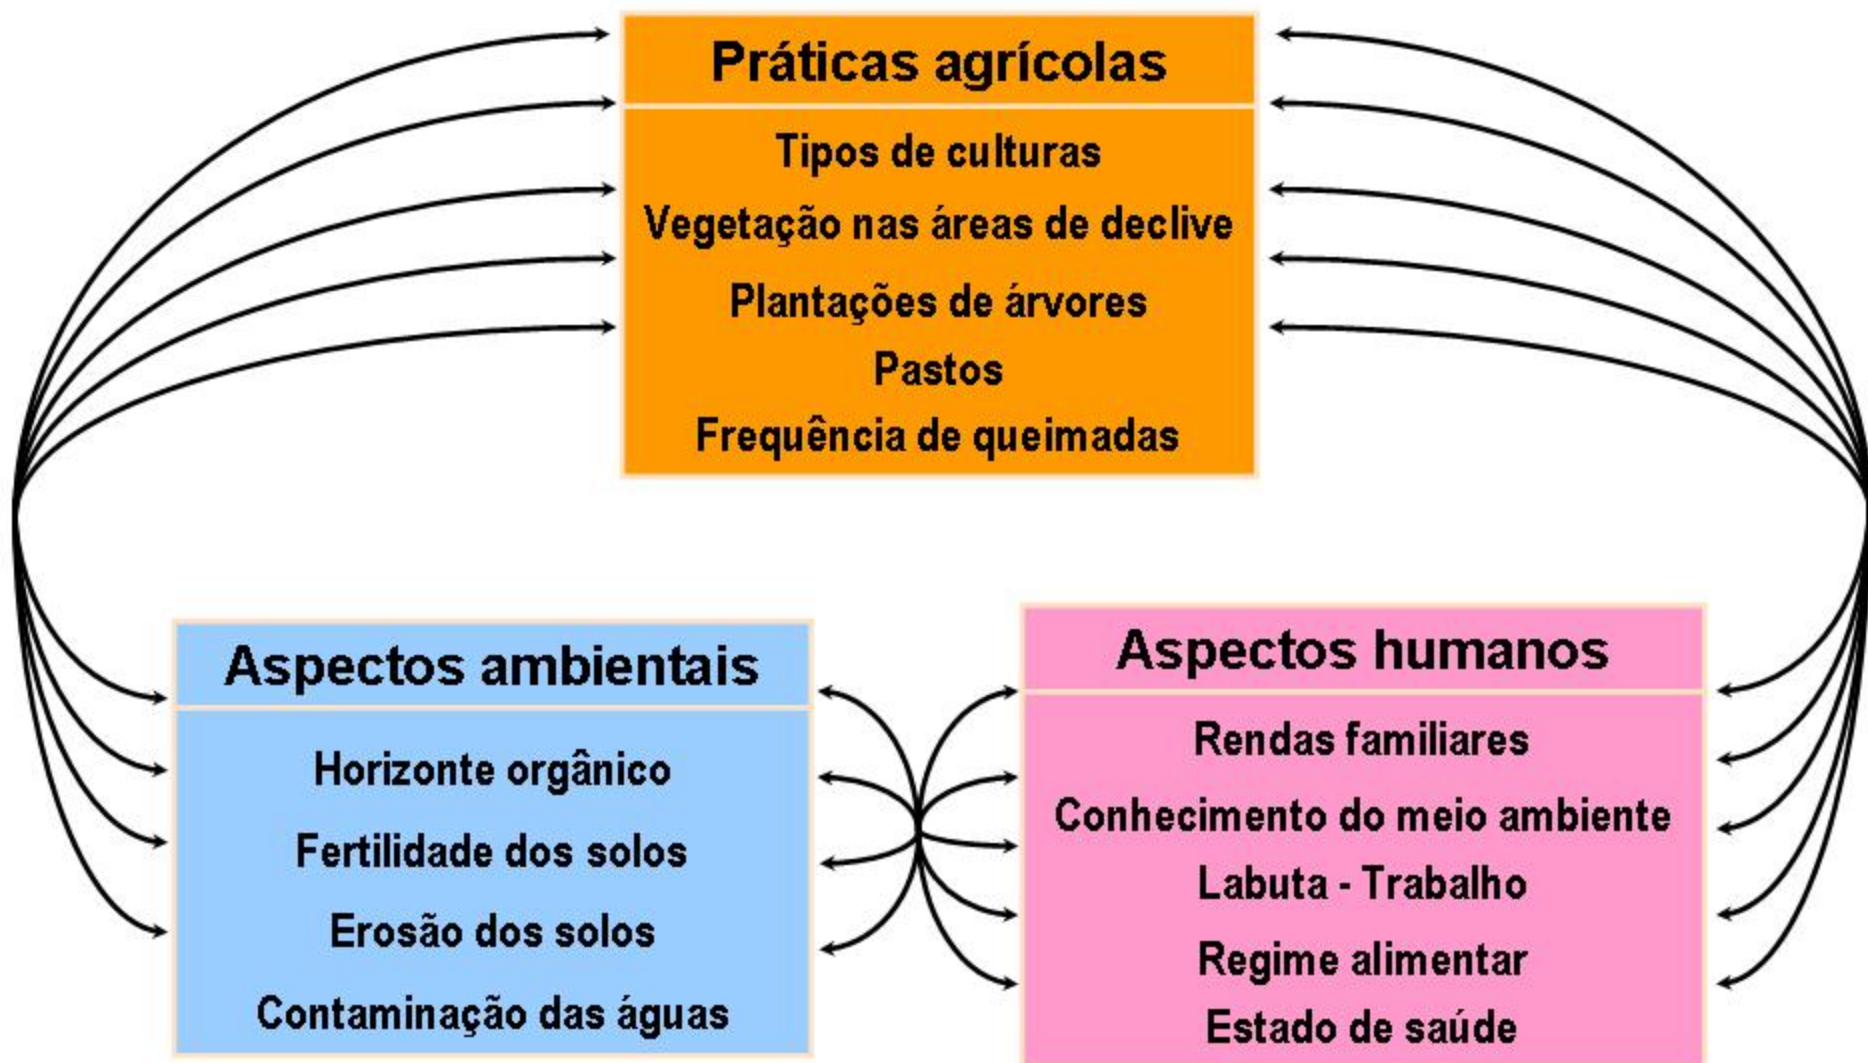 Práticas agrícolas
Tipos de culturas
Vegetação nas áreas de declive
Plantações de árvores
Pastos
Frequência de queimadas
Aspectos ambientais
Horizonte orgânico
Fertilidade dos solos
Erosão dos solos
Contaminação das águas
Aspectos humanos
Rendas familiares
Conhecimento do meio ambiente
Labuta - Trabalho
Regime alimentar
Estado de saúde